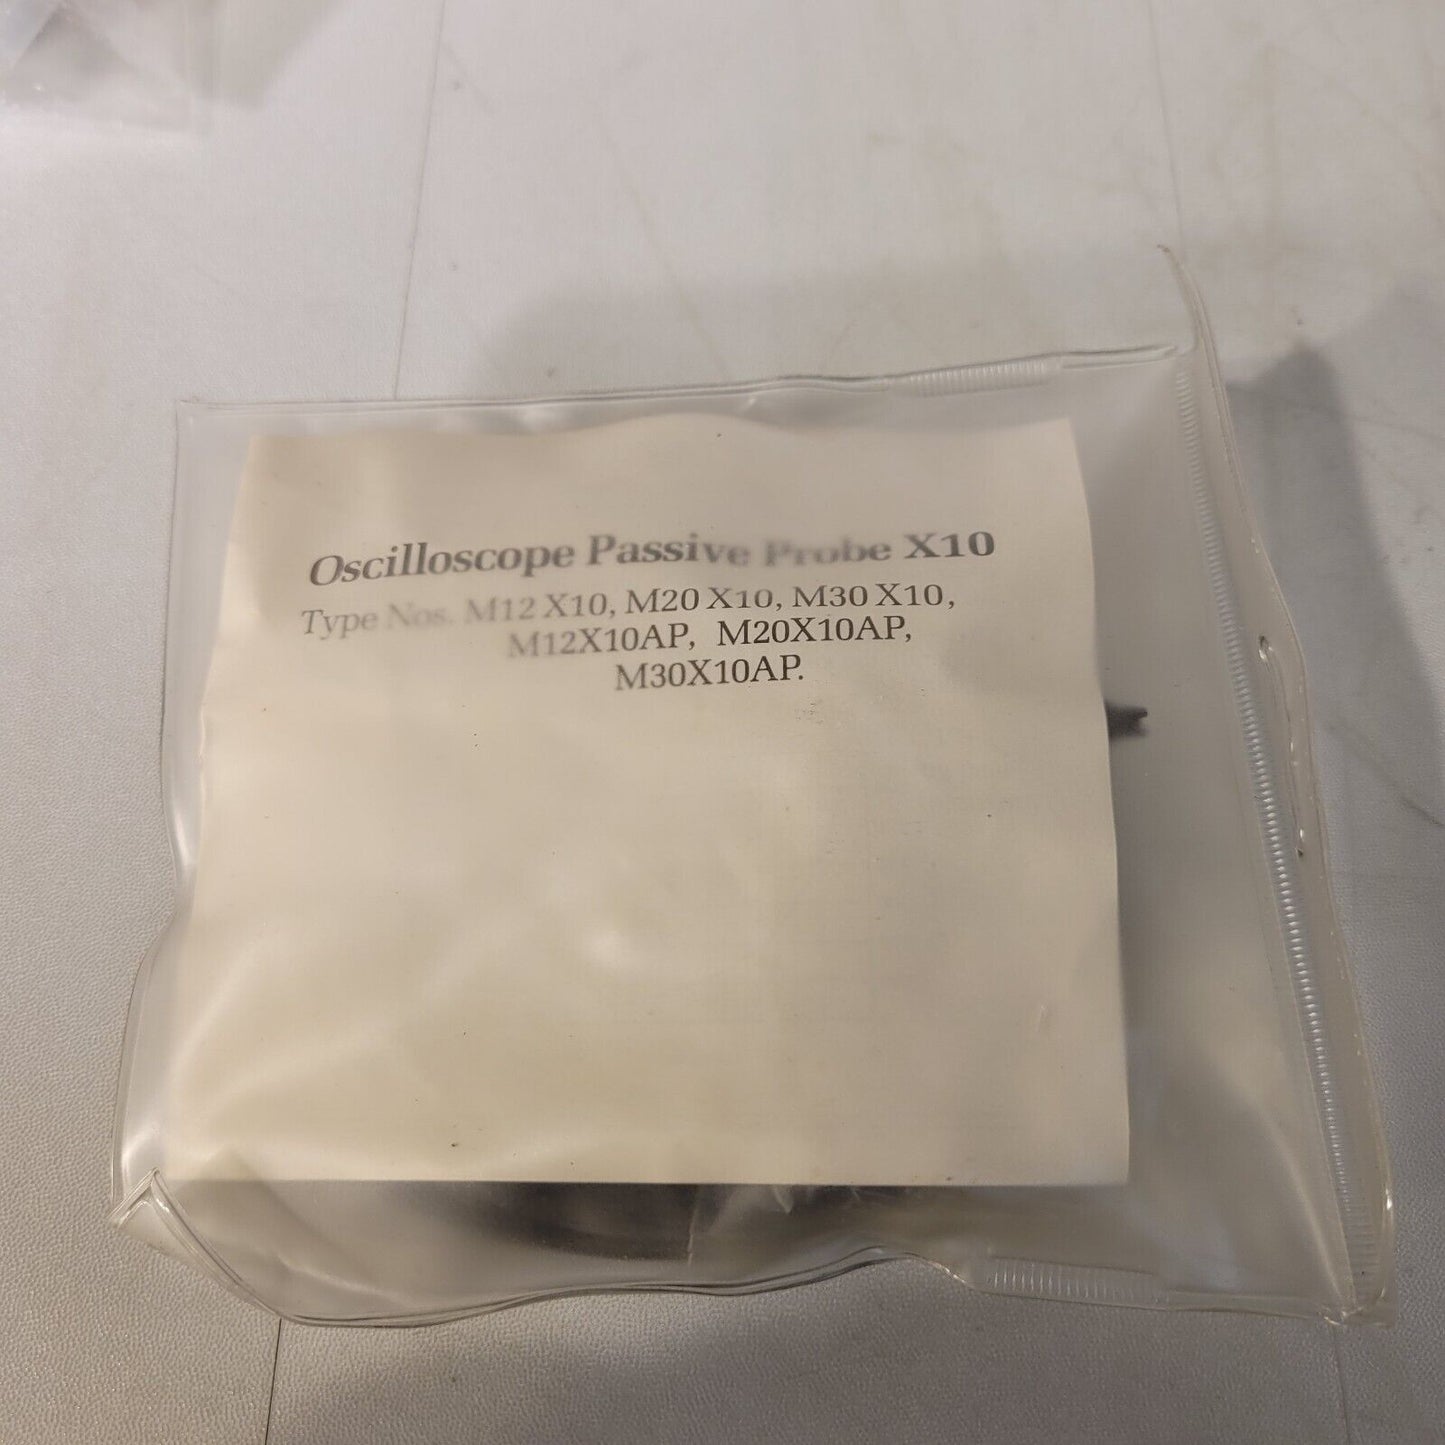 Oscilloscope Passive Probe X10
Type Nos. M12 X10, M20 X10, M30 X10,
M12X10AP, M20X10AP,
M30X10AP.